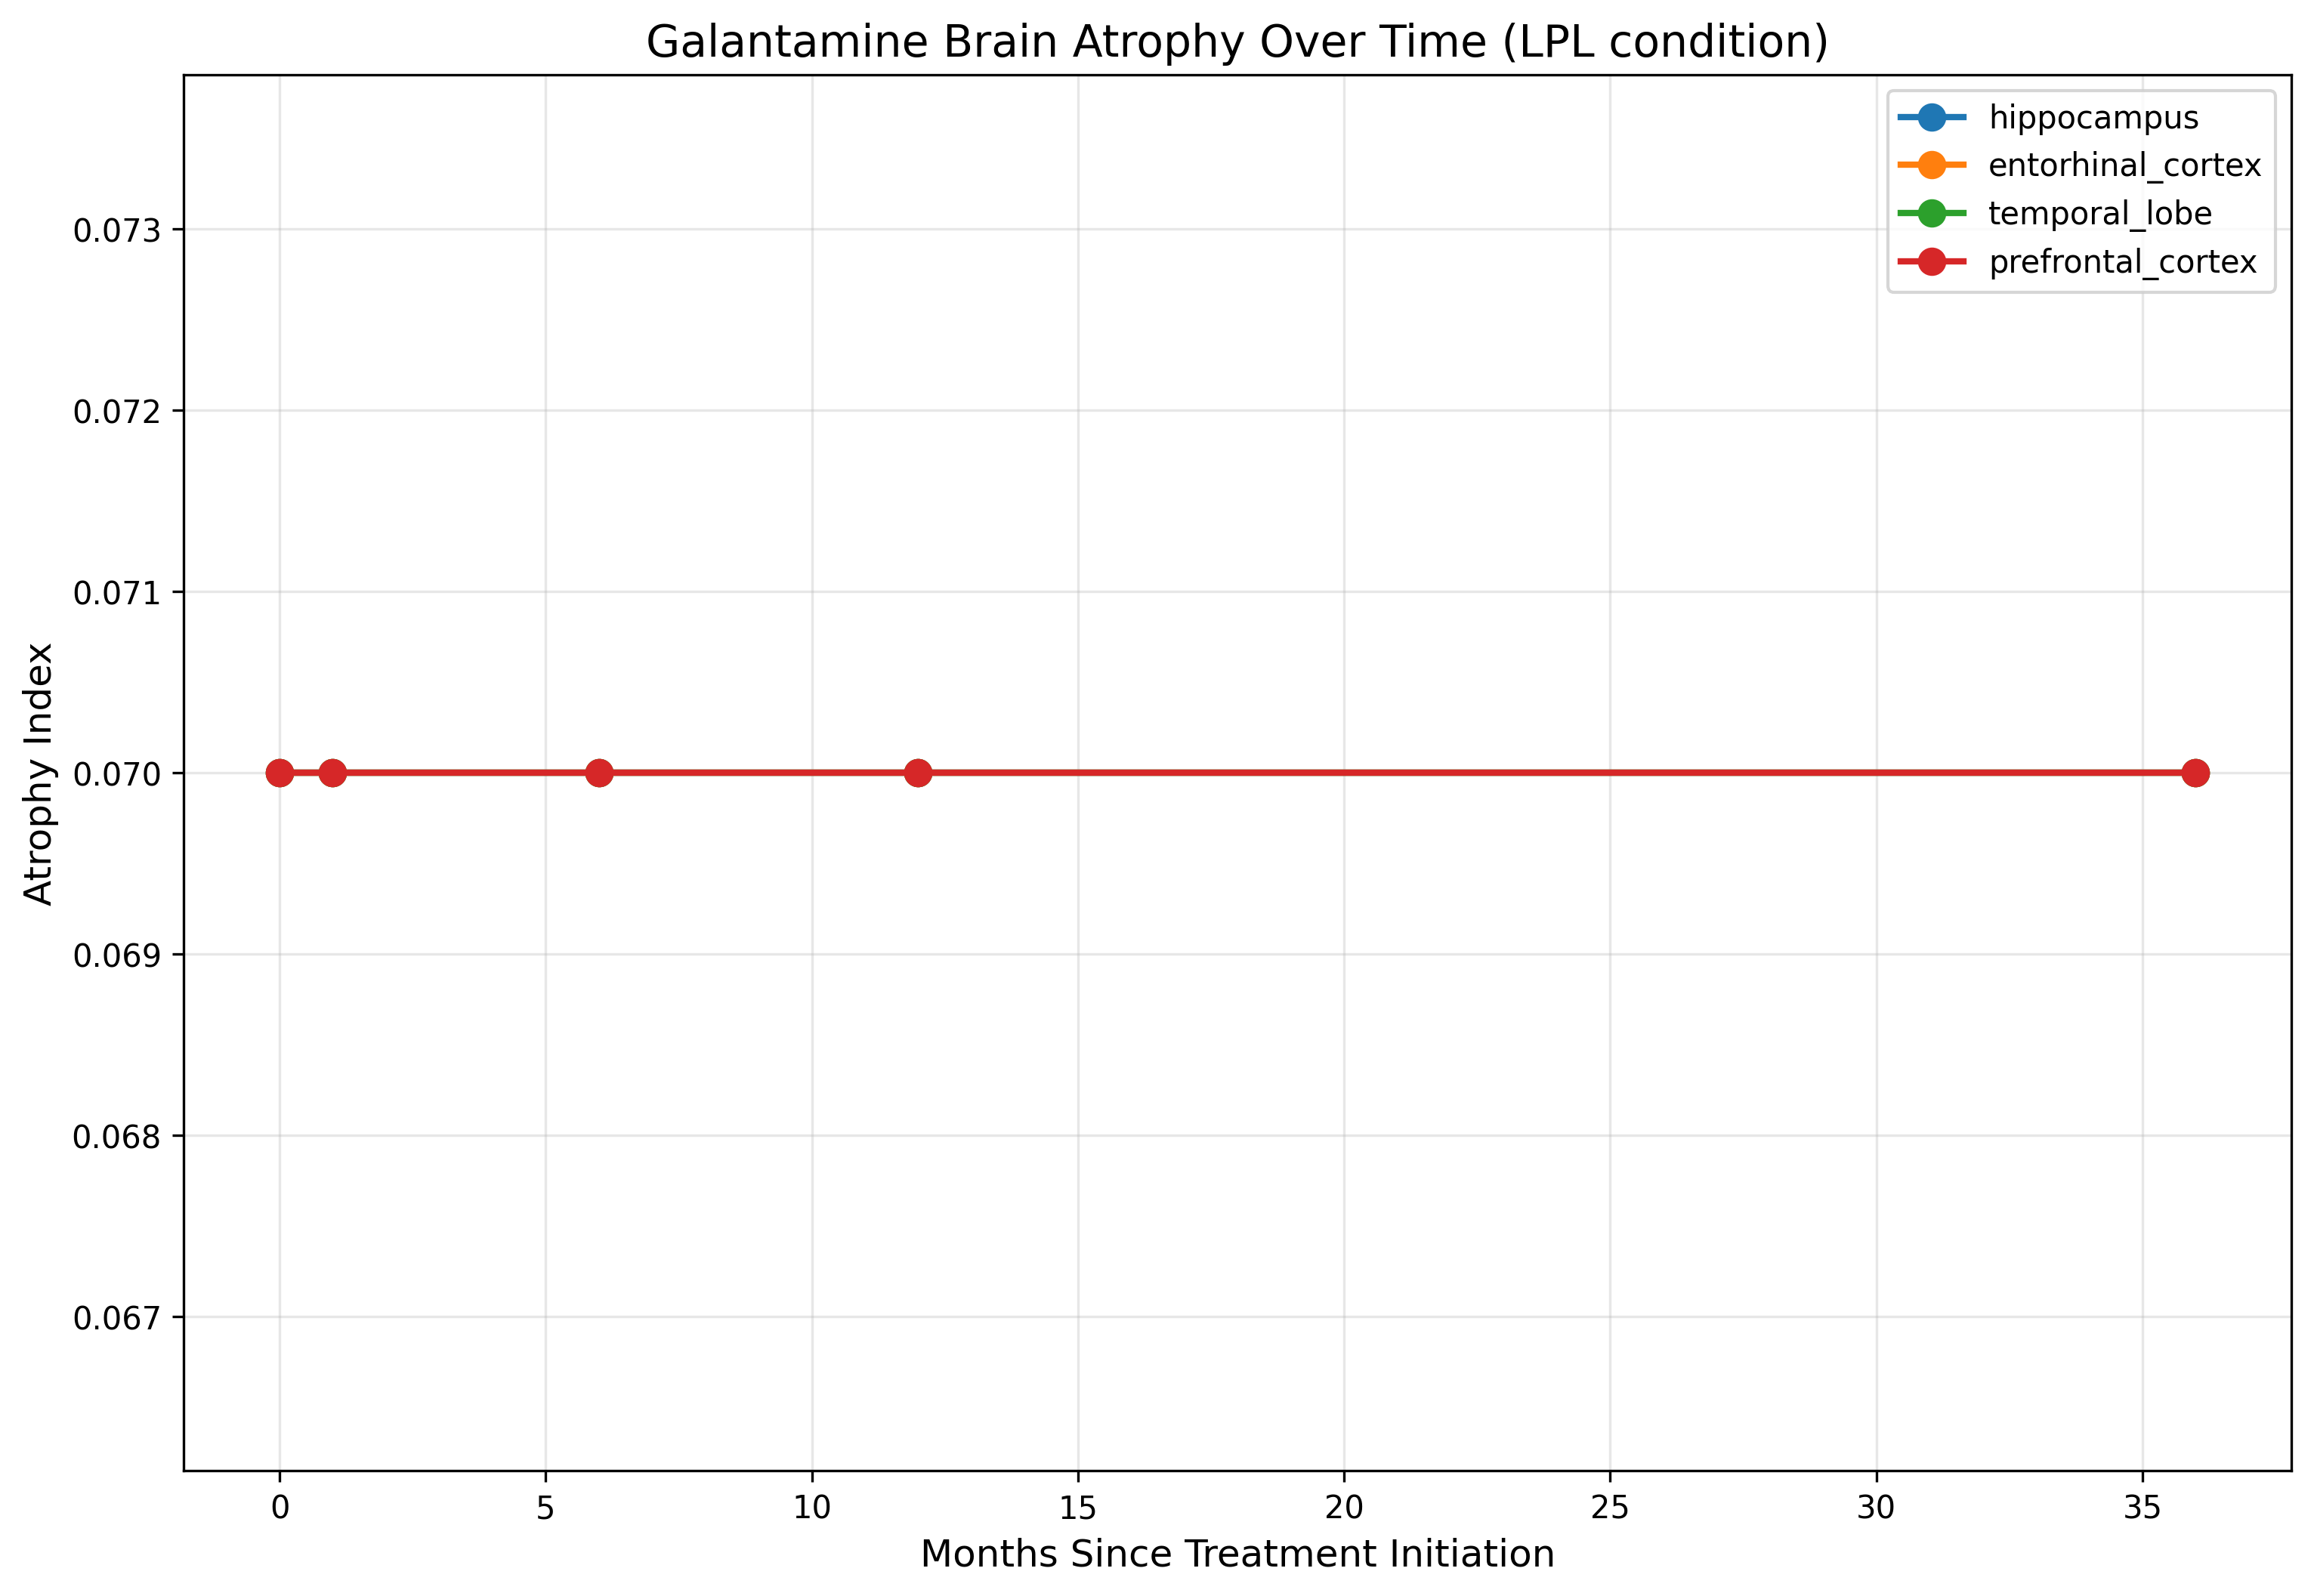 Galantamine Brain Atrophy Over Time (LPL condition)
hippocampus
entorhinal_cortex
temporal_lobe
prefrontal_cortex
Atrophy Index
0.073
0.072
0.071
0.070
0.069
0.068
0.067
0 5 10 15 20 25 30 35
Months Since Treatment Initiation